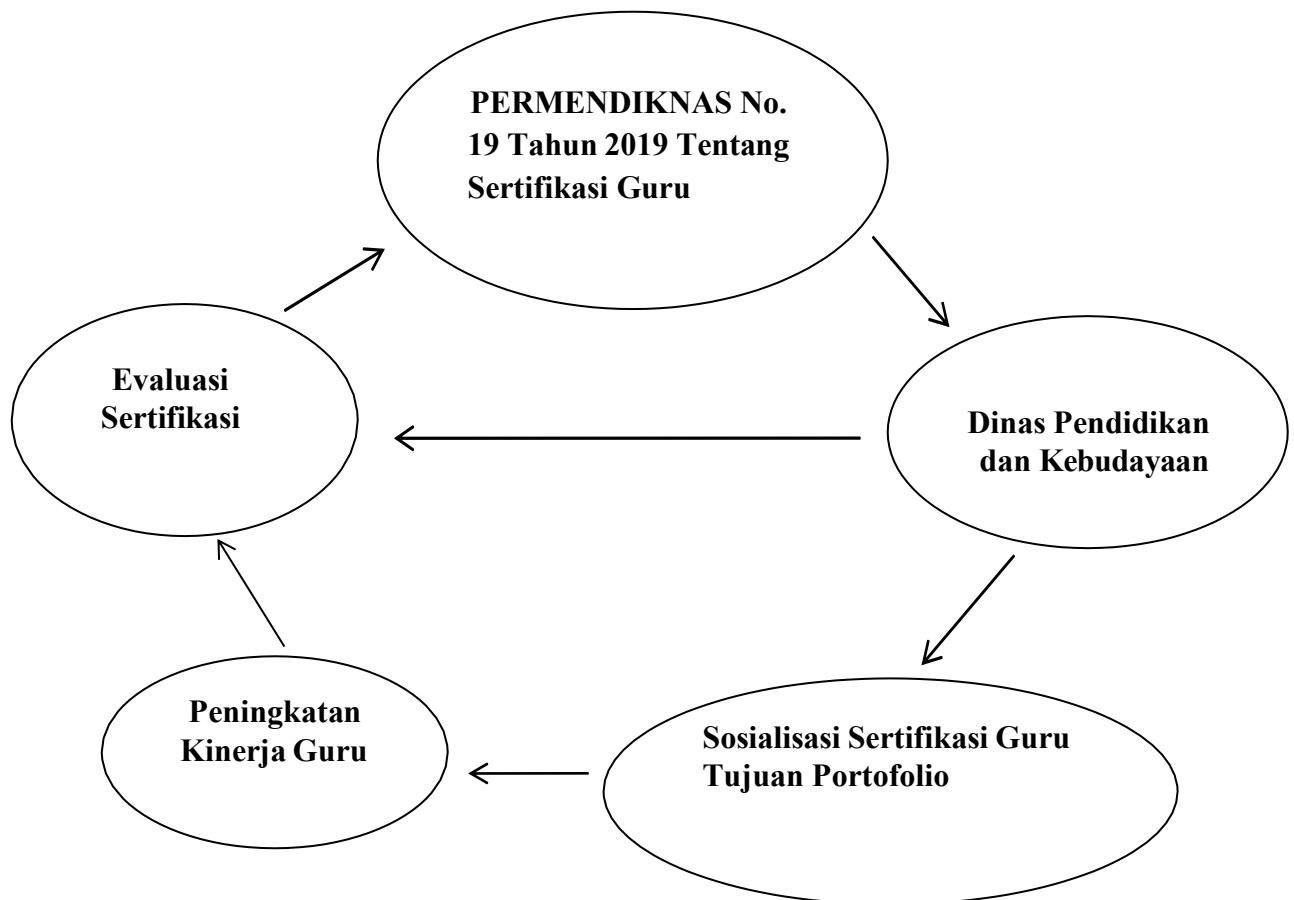 PERMENDIKNAS No.
19 Tahun 2019 Tentang
Sertifikasi Guru
Evaluasi
Sertifikasi
Dinas Pendidikan
dan Kebudayaan
Peningkatan
Kinerja Guru
Sosialisasi Sertifikasi Guru
Tujuan Portofolio